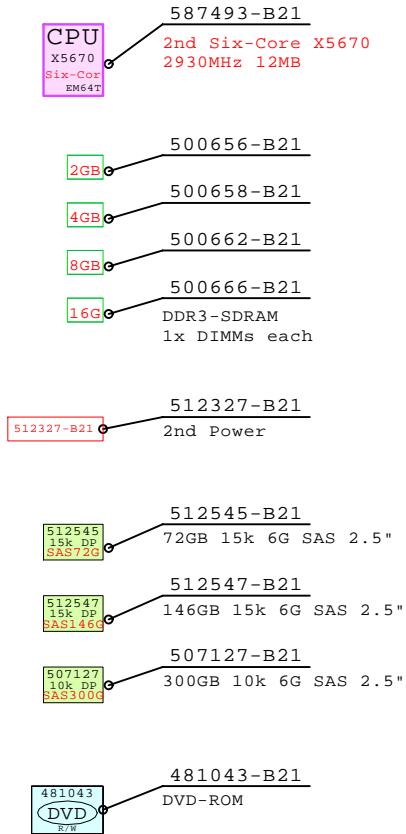 587493-B21
CPU
X5670
Six-Cor
EM64T
2nd Six-Core X5670
2930MHz 12MB
500656-B21
2GB
500658-B21
4GB
500662-B21
8GB
500666-B21
16G
DDR3-SDRAM
1x DIMMs each
512327-B21
512327-B21
2nd Power
512545-B21
512545
15k DP
SAS72G
72GB 15k 6G SAS 2.5"
512547-B21
512547
15k DP
SAS146G
146GB 15k 6G SAS 2.5"
507127-B21
507127
10k DP
SAS300G
300GB 10k 6G SAS 2.5"
481043-B21
481043
DVD
R/W
DVD-ROM